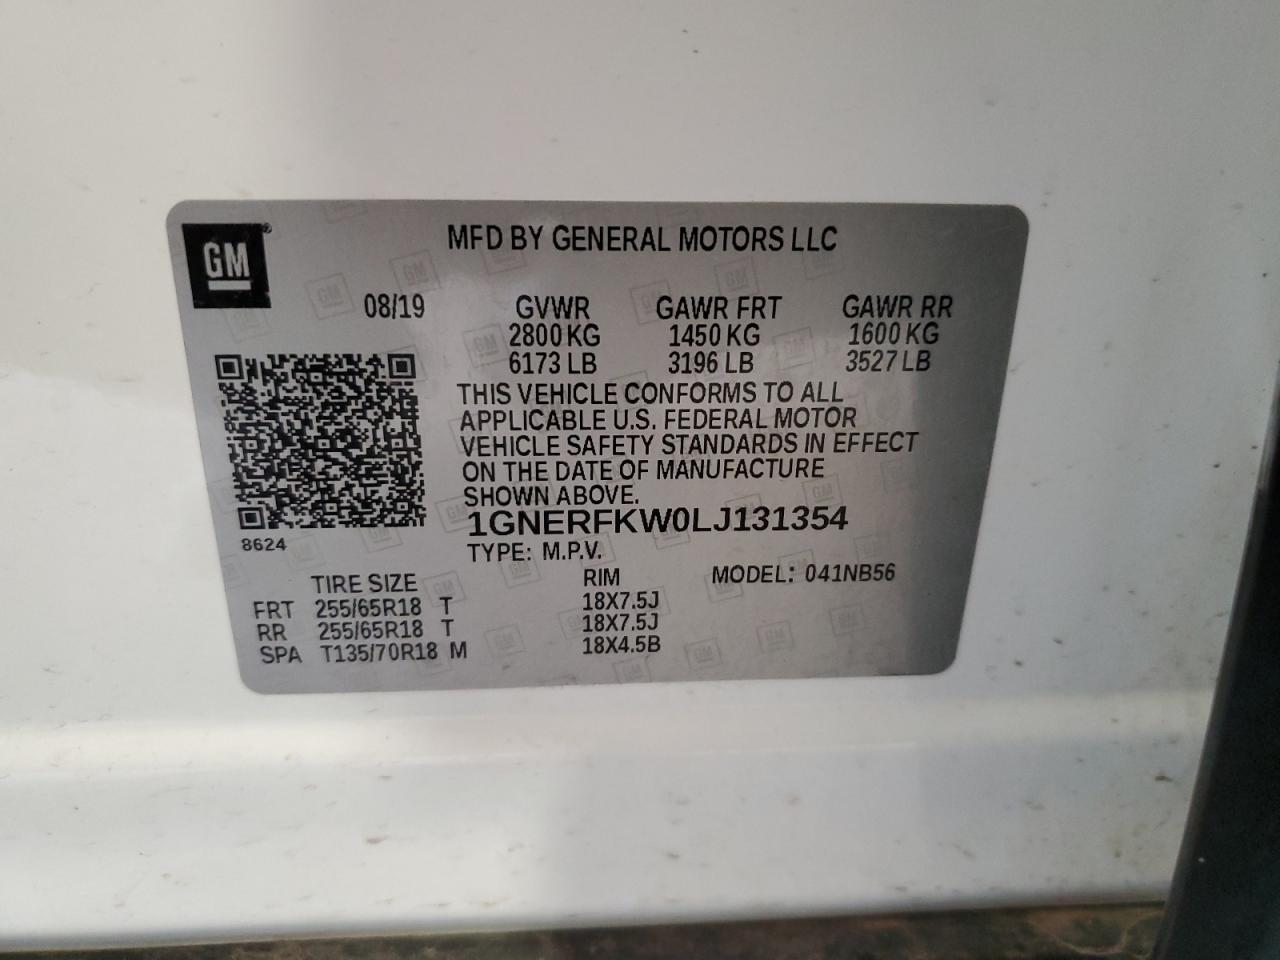 GM
MFD BY GENERAL MOTORS LLC
08/19 GVWR GAWR FRT GAWR RR
2800 KG 1450 KG 1600 KG
6173 LB 3196 LB 3527 LB
THIS VEHICLE CONFORMS TO ALL
APPLICABLE U.S. FEDERAL MOTOR
VEHICLE SAFETY STANDARDS IN EFFECT
ON THE DATE OF MANUFACTURE
SHOWN ABOVE.
1GNERFKW0LJ131354
8624
TYPE: M.P.V.
TIRE SIZE RIM MODEL: 041NB56
FRT 255/65R18 T 18X7.5J
RR 255/65R18 T 18X7.5J
SPA T135/70R18 M 18X4.5B